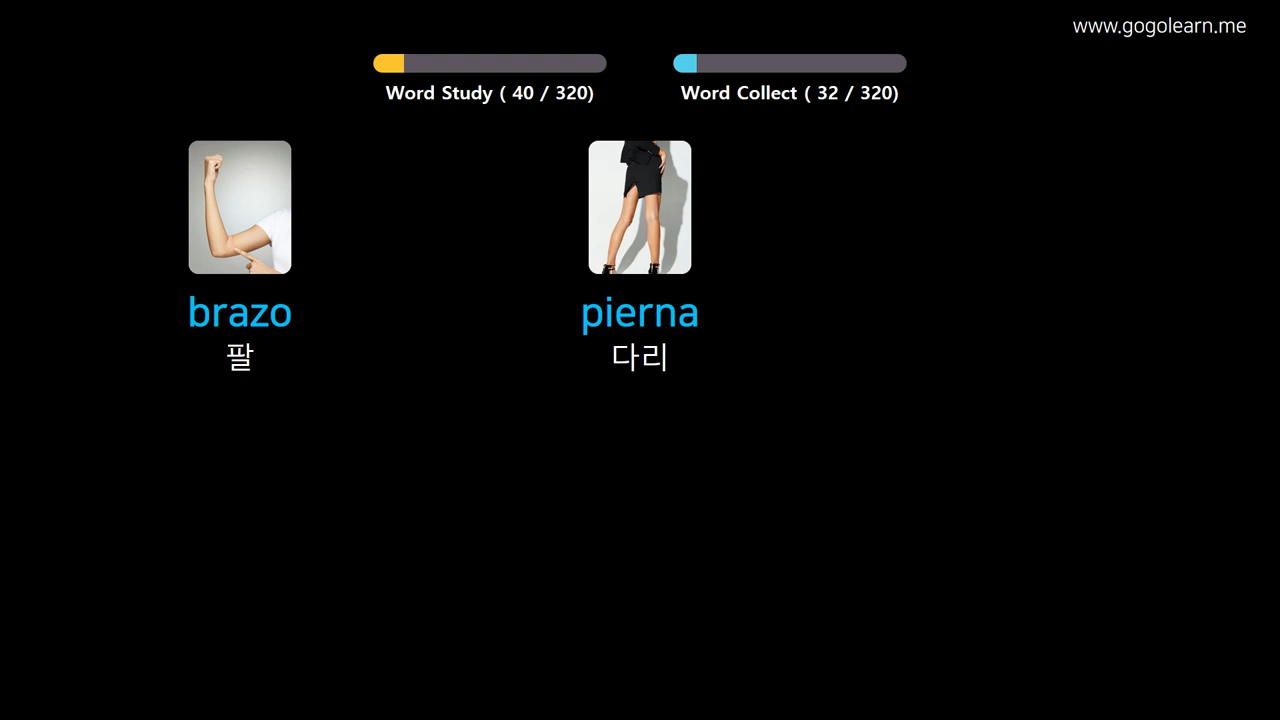 www.gogolearn.me
Word Study ( 40 / 320)
Word Collect ( 32 / 320)
brazo
팔
pierna
다리